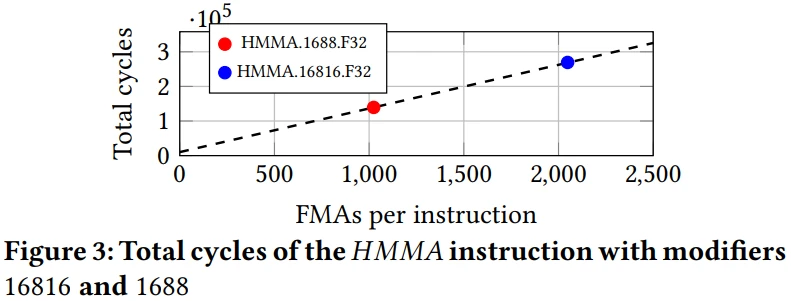 ·10⁵
3
2
1
0
Total cycles
HMMA.1688.F32
HMMA.16816.F32
0 500 1,000 1,500 2,000 2,500
FMAs per instruction
Figure 3: Total cycles of the HMMA instruction with modifiers
16816 and 1688